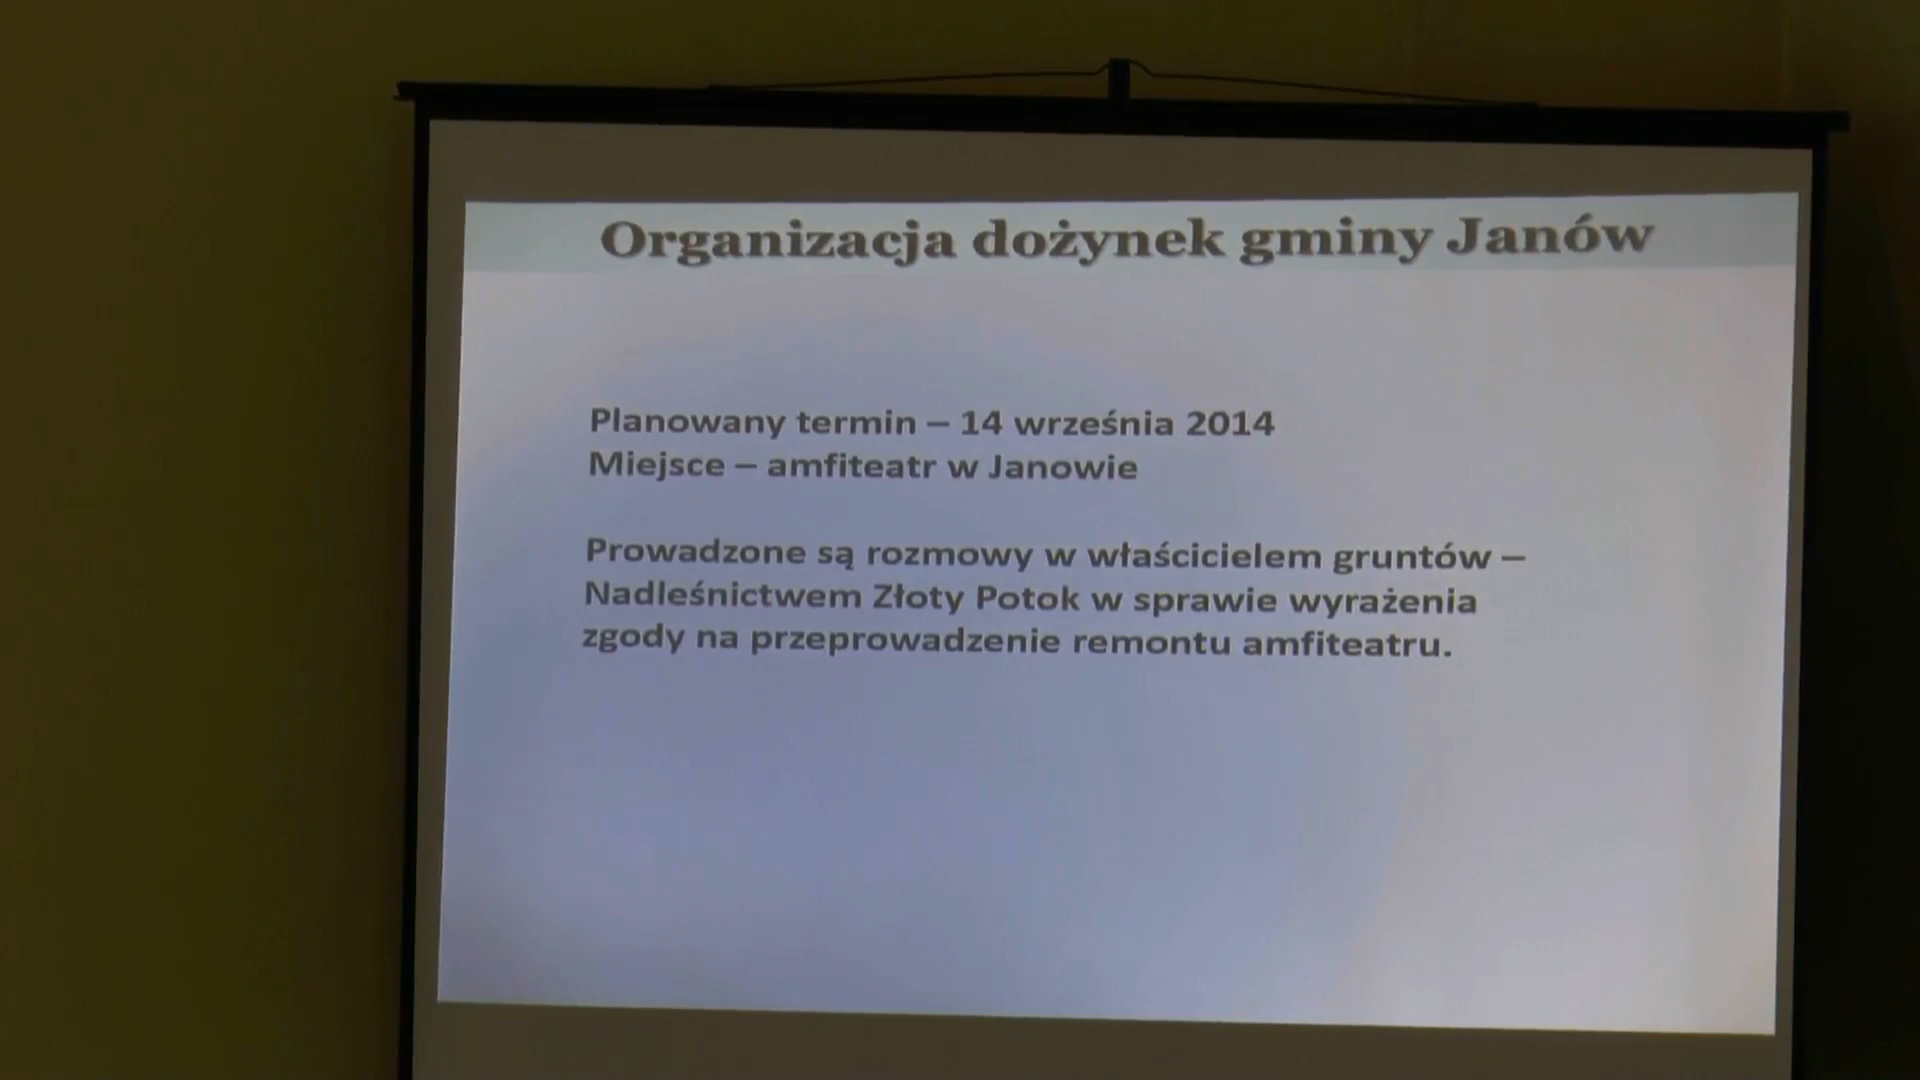 Organizacja dożynek gminy Janów
Planowany termin – 14 września 2014
Miejsce – amfiteatr w Janowie
Prowadzone są rozmowy w właścicielem gruntów –
Nadleśnictwem Złoty Potok w sprawie wyrażenia
zgody na przeprowadzenie remontu amfiteatru.